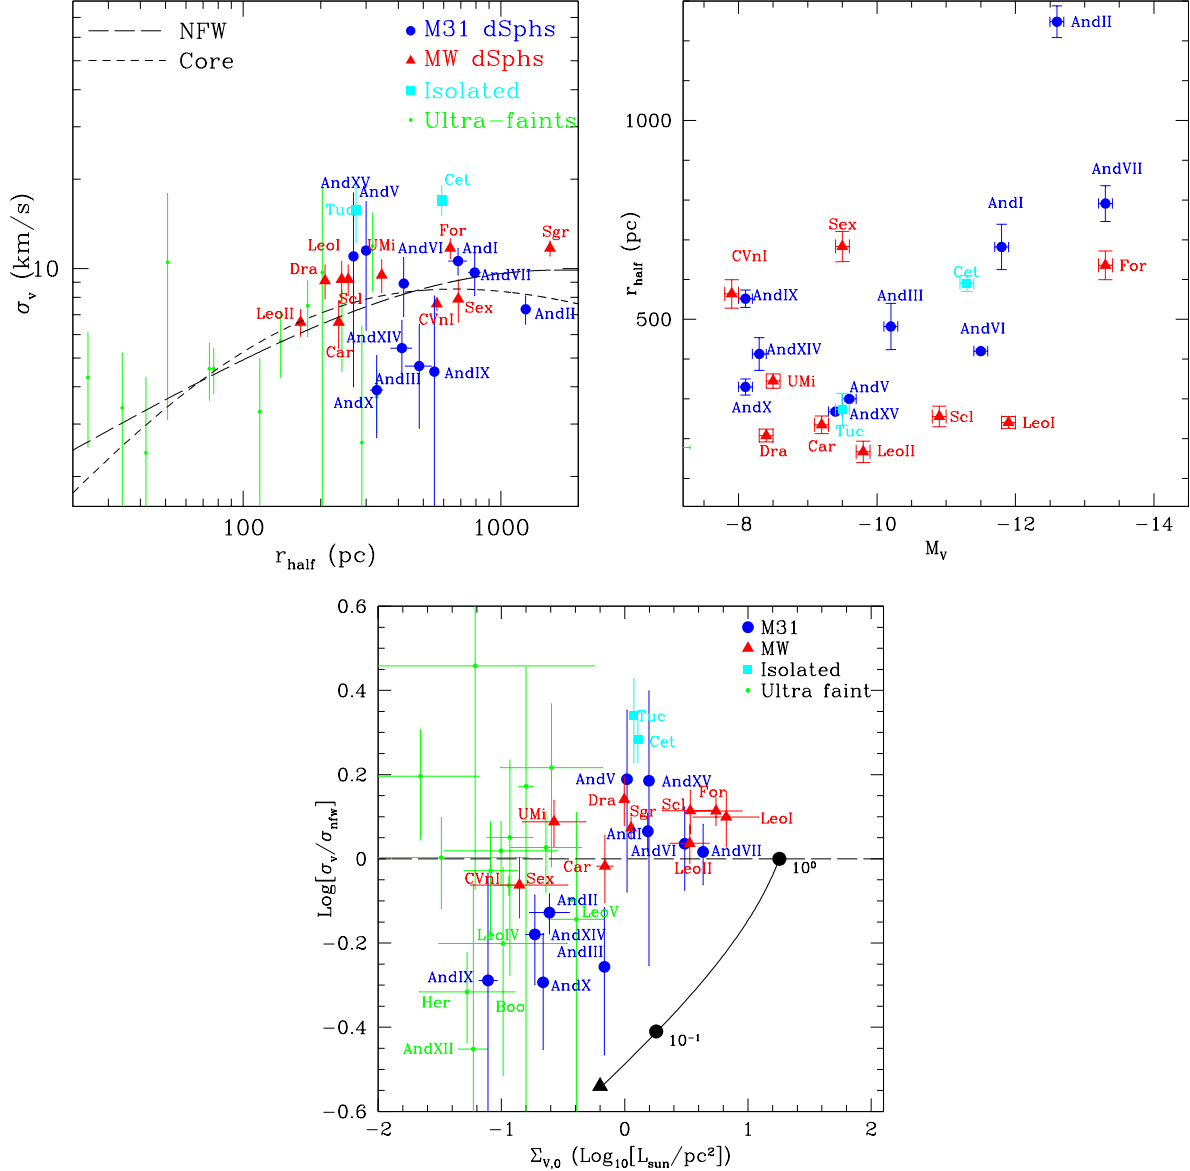 NFW
Core
M31 dSphs
MW dSphs
Isolated
Ultra-faints
AndXV
AndV
Cet
Tuc
LeoI
UMi
AndVI
For
AndI
Sgr
Dra
AndVII
LeoII
Scl
CVnI
Sex
AndII
Car
AndXIV
AndIII
AndIX
AndX
10
σv (km/s)
100
1000
rhalf (pc)
AndII
1000
AndVII
Sex
AndI
CVnI
For
Cet
AndIX
AndIII
500
AndXIV
AndVI
UMi
AndX
AndV
AndXV
Tuc
Scl
LeoI
Dra
Car
LeoII
rhalf (pc)
-8
-10
-12
-14
MV
0.6
0.4
0.2
0
-0.2
-0.4
-0.6
M31
MW
Isolated
Ultra faint
Tuc
Cet
AndV
AndXV
Dra
Scl
For
UMi
Sgr
LeoI
AndI
AndVI
AndVII
Car
LeoII
CVnI
Sex
10⁰
AndII
LeoV
LeoIV
AndXIV
AndIII
AndIX
AndX
Her
Boo
10⁻¹
AndXII
Log[σv/σnfw]
-2
-1
0
1
2
ΣV,0 (Log10[Lsun/pc²])